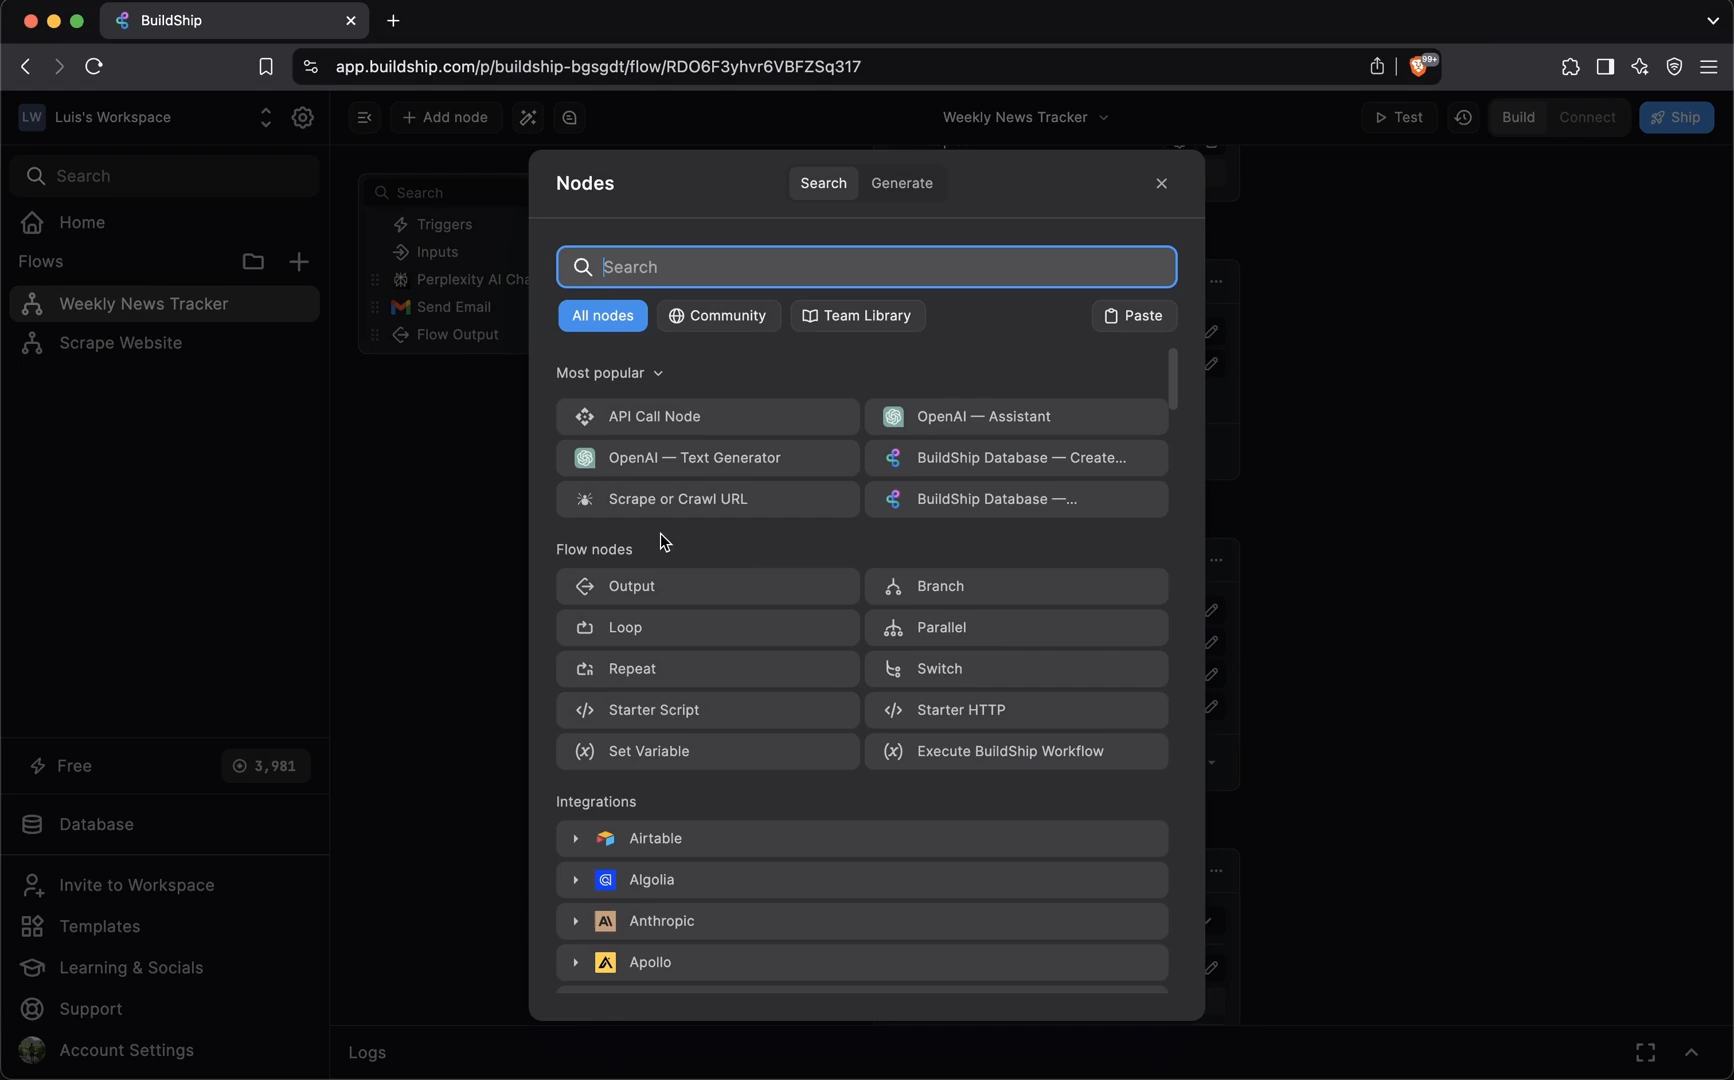 BuildShip
app.buildship.com/p/buildship-bgsgdt/flow/RDO6F3yhvr6VBFZSq317
99+
LW Luis's Workspace
Add node
Weekly News Tracker
Test
Build
Connect
Ship
Search
Home
Flows
Weekly News Tracker
Scrape Website
Free
3,981
Database
Invite to Workspace
Templates
Learning & Socials
Support
Account Settings
Search
Triggers
Inputs
Perplexity AI Cha
Send Email
Flow Output
Nodes
Search
Generate
Search
All nodes
Community
Team Library
Paste
Most popular
API Call Node
OpenAI — Assistant
OpenAI — Text Generator
BuildShip Database — Create...
Scrape or Crawl URL
BuildShip Database —...
Flow nodes
Output
Branch
Loop
Parallel
Repeat
Switch
Starter Script
Starter HTTP
Set Variable
Execute BuildShip Workflow
Integrations
Airtable
Algolia
Anthropic
Apollo
Logs